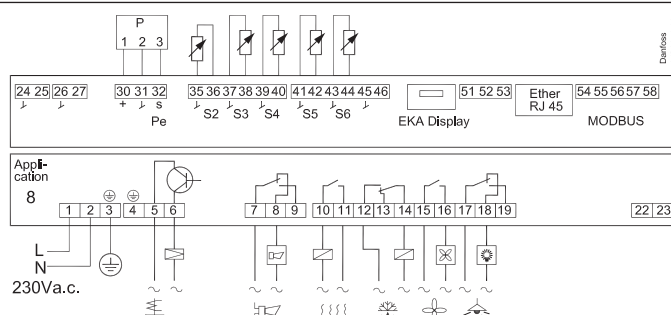 P
1 2 3
Danfoss
24 25 26 27 30 31 32 35 36 37 38 39 40 41 42 43 44 45 46 51 52 53 54 55 56 57 58
+ s S2 S3 S4 S5 S6
Pe
EKA Display
Ether
RJ 45
MODBUS
Appli-
cation
8
1 2 3 4 5 6 7 8 9 10 11 12 13 14 15 16 17 18 19 22 23
L
N
230Va.c.